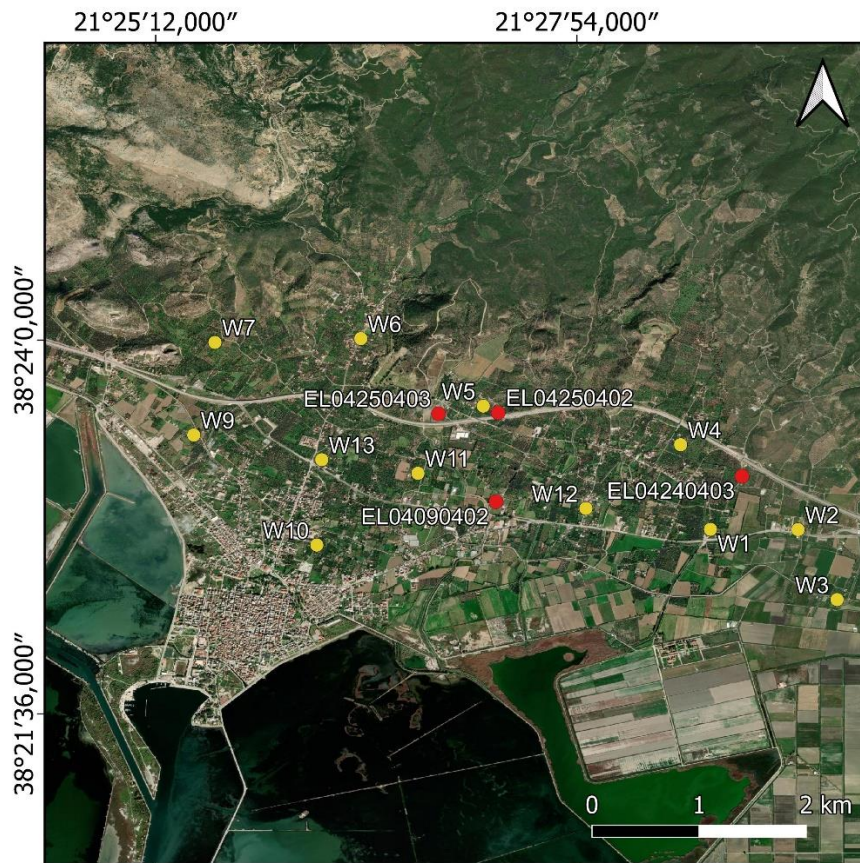 21°25′12,000″ 21°27′54,000″
38°24′0,000″
38°21′36,000″
W7
W6
EL04250403
W5
EL04250402
W9
W13
W11
W4
EL04240403
W12
EL04090402
W10
W1
W2
W3
0 1 2 km